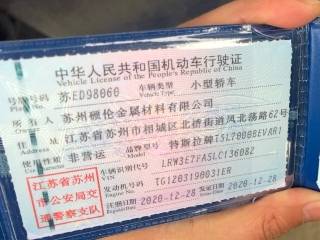 中华人民共和国机动车行驶证
Vehicle License of the People's Republic of China
号牌号码 苏ED98060 车辆类型 小型轿车
Plate No. Vehicle Type
所有人 苏州稷伦金属材料有限公司
Owner
住址 江苏省苏州市相城区北桥街道凤北荡路62号
Address
使用性质 非营运 品牌型号 特斯拉牌TSL7000BEVAR1
Use Character Model
江苏省苏州
市公安局交
通警察支队
车辆识别代号 LRW3E7FA5LC136082
VIN
发动机号码 TG1203190031ER
Engine No.
注册日期 2020-12-28 发证日期 2020-12-28
Register Date Issue Date